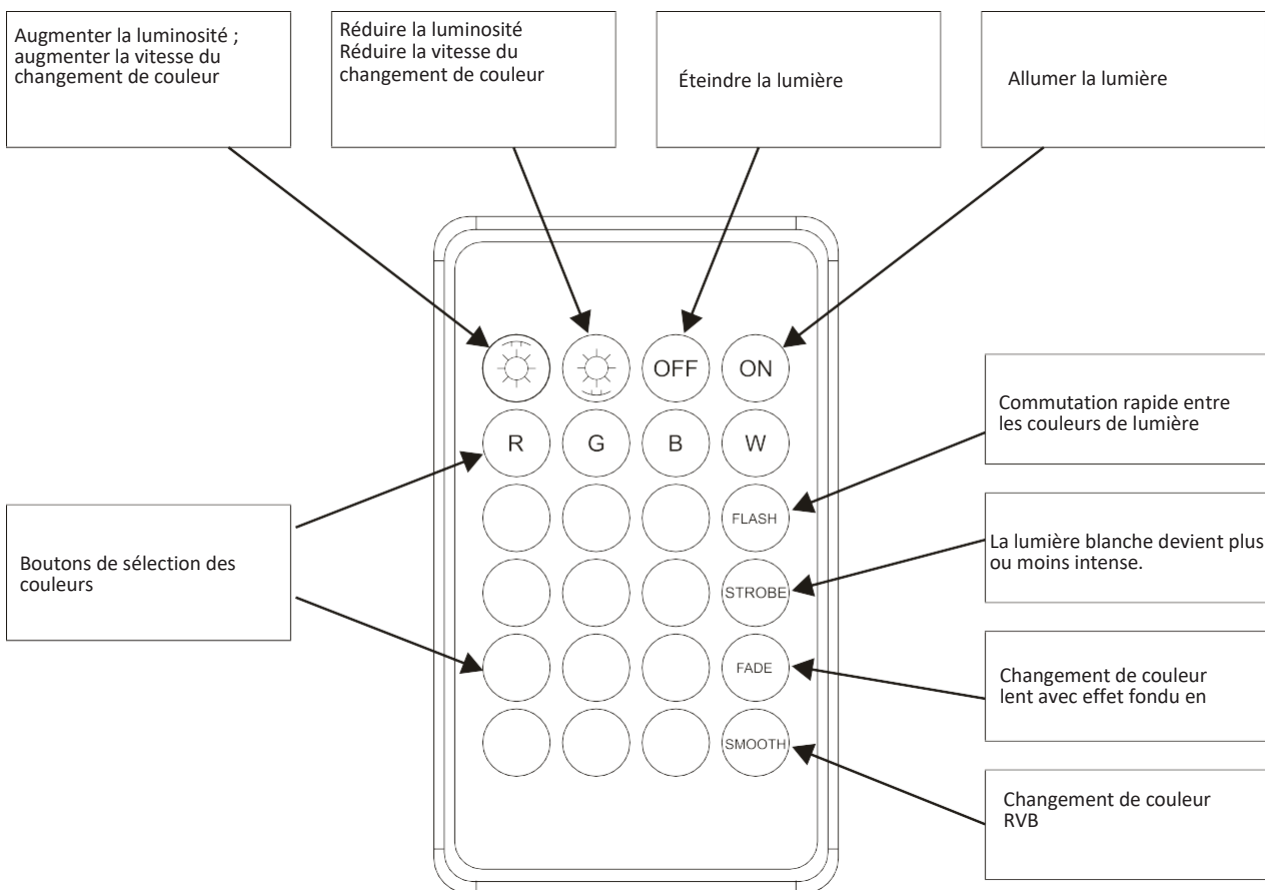 Augmenter la luminosité ;
augmenter la vitesse du
changement de couleur
Réduire la luminosité
Réduire la vitesse du
changement de couleur
Éteindre la lumière
Allumer la lumière
OFF
ON
R
G
B
W
FLASH
STROBE
FADE
SMOOTH
Commutation rapide entre
les couleurs de lumière
La lumière blanche devient plus
ou moins intense.
Changement de couleur
lent avec effet fondu en
Changement de couleur
RVB
Boutons de sélection des
couleurs